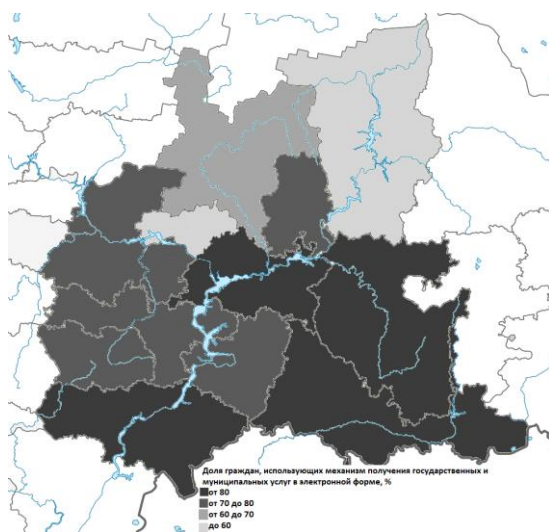 Доля граждан, использующих механизм получения государственных и
муниципальных услуг в электронной форме, %
от 80
от 70 до 80
от 60 до 70
до 60